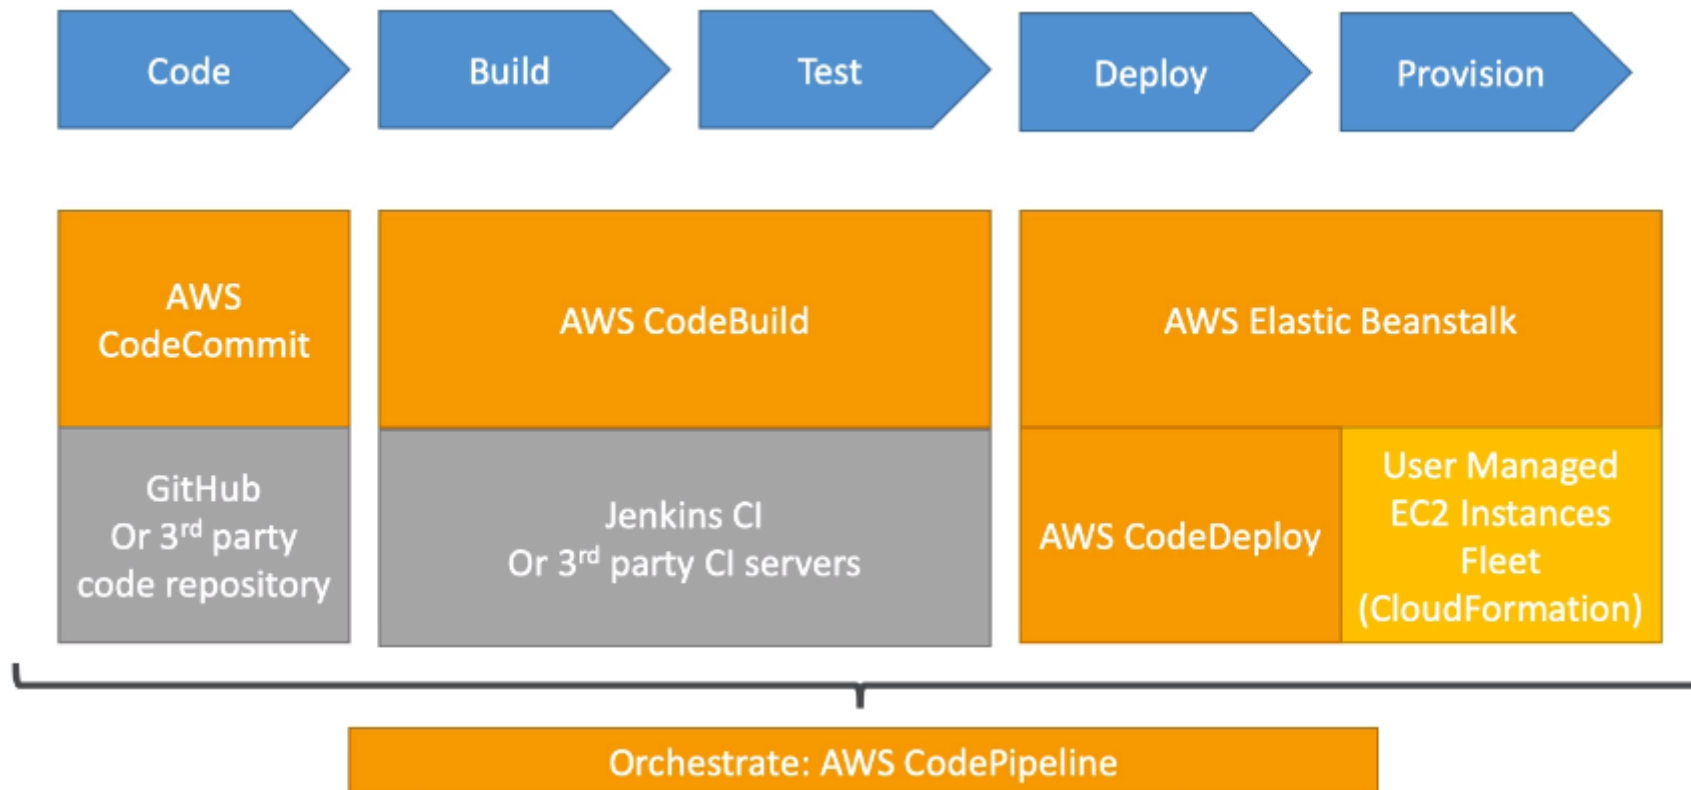 Code
Build
Test
Deploy
Provision
AWS
CodeCommit
AWS CodeBuild
AWS Elastic Beanstalk
GitHub
Or 3rd party
code repository
Jenkins CI
Or 3rd party CI servers
AWS CodeDeploy
User Managed
EC2 Instances
Fleet
(CloudFormation)
Orchestrate: AWS CodePipeline